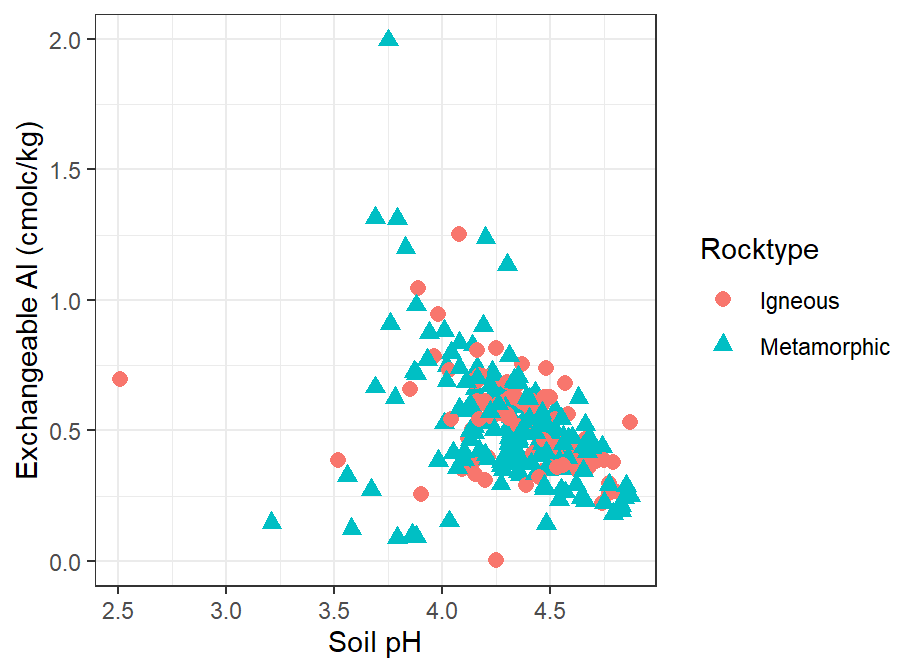 2.0
1.5
1.0
0.5
0.0
Exchangeable Al (cmolc/kg)
2.5 3.0 3.5 4.0 4.5
Soil pH
Rocktype
Igneous
Metamorphic